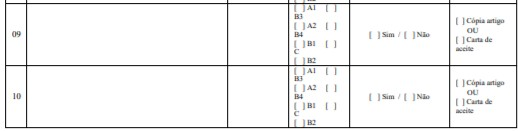 [ ] B2
09
[ ] A1 [ ]
B3
[ ] A2 [ ]
B4
[ ] B1 [ ]
C
[ ] B2
[ ] Sim / [ ] Não
[ ] Cópia artigo
OU
[ ] Carta de
aceite
10
[ ] A1 [ ]
B3
[ ] A2 [ ]
B4
[ ] B1 [ ]
C
[ ] B2
[ ] Sim / [ ] Não
[ ] Cópia artigo
OU
[ ] Carta de
aceite